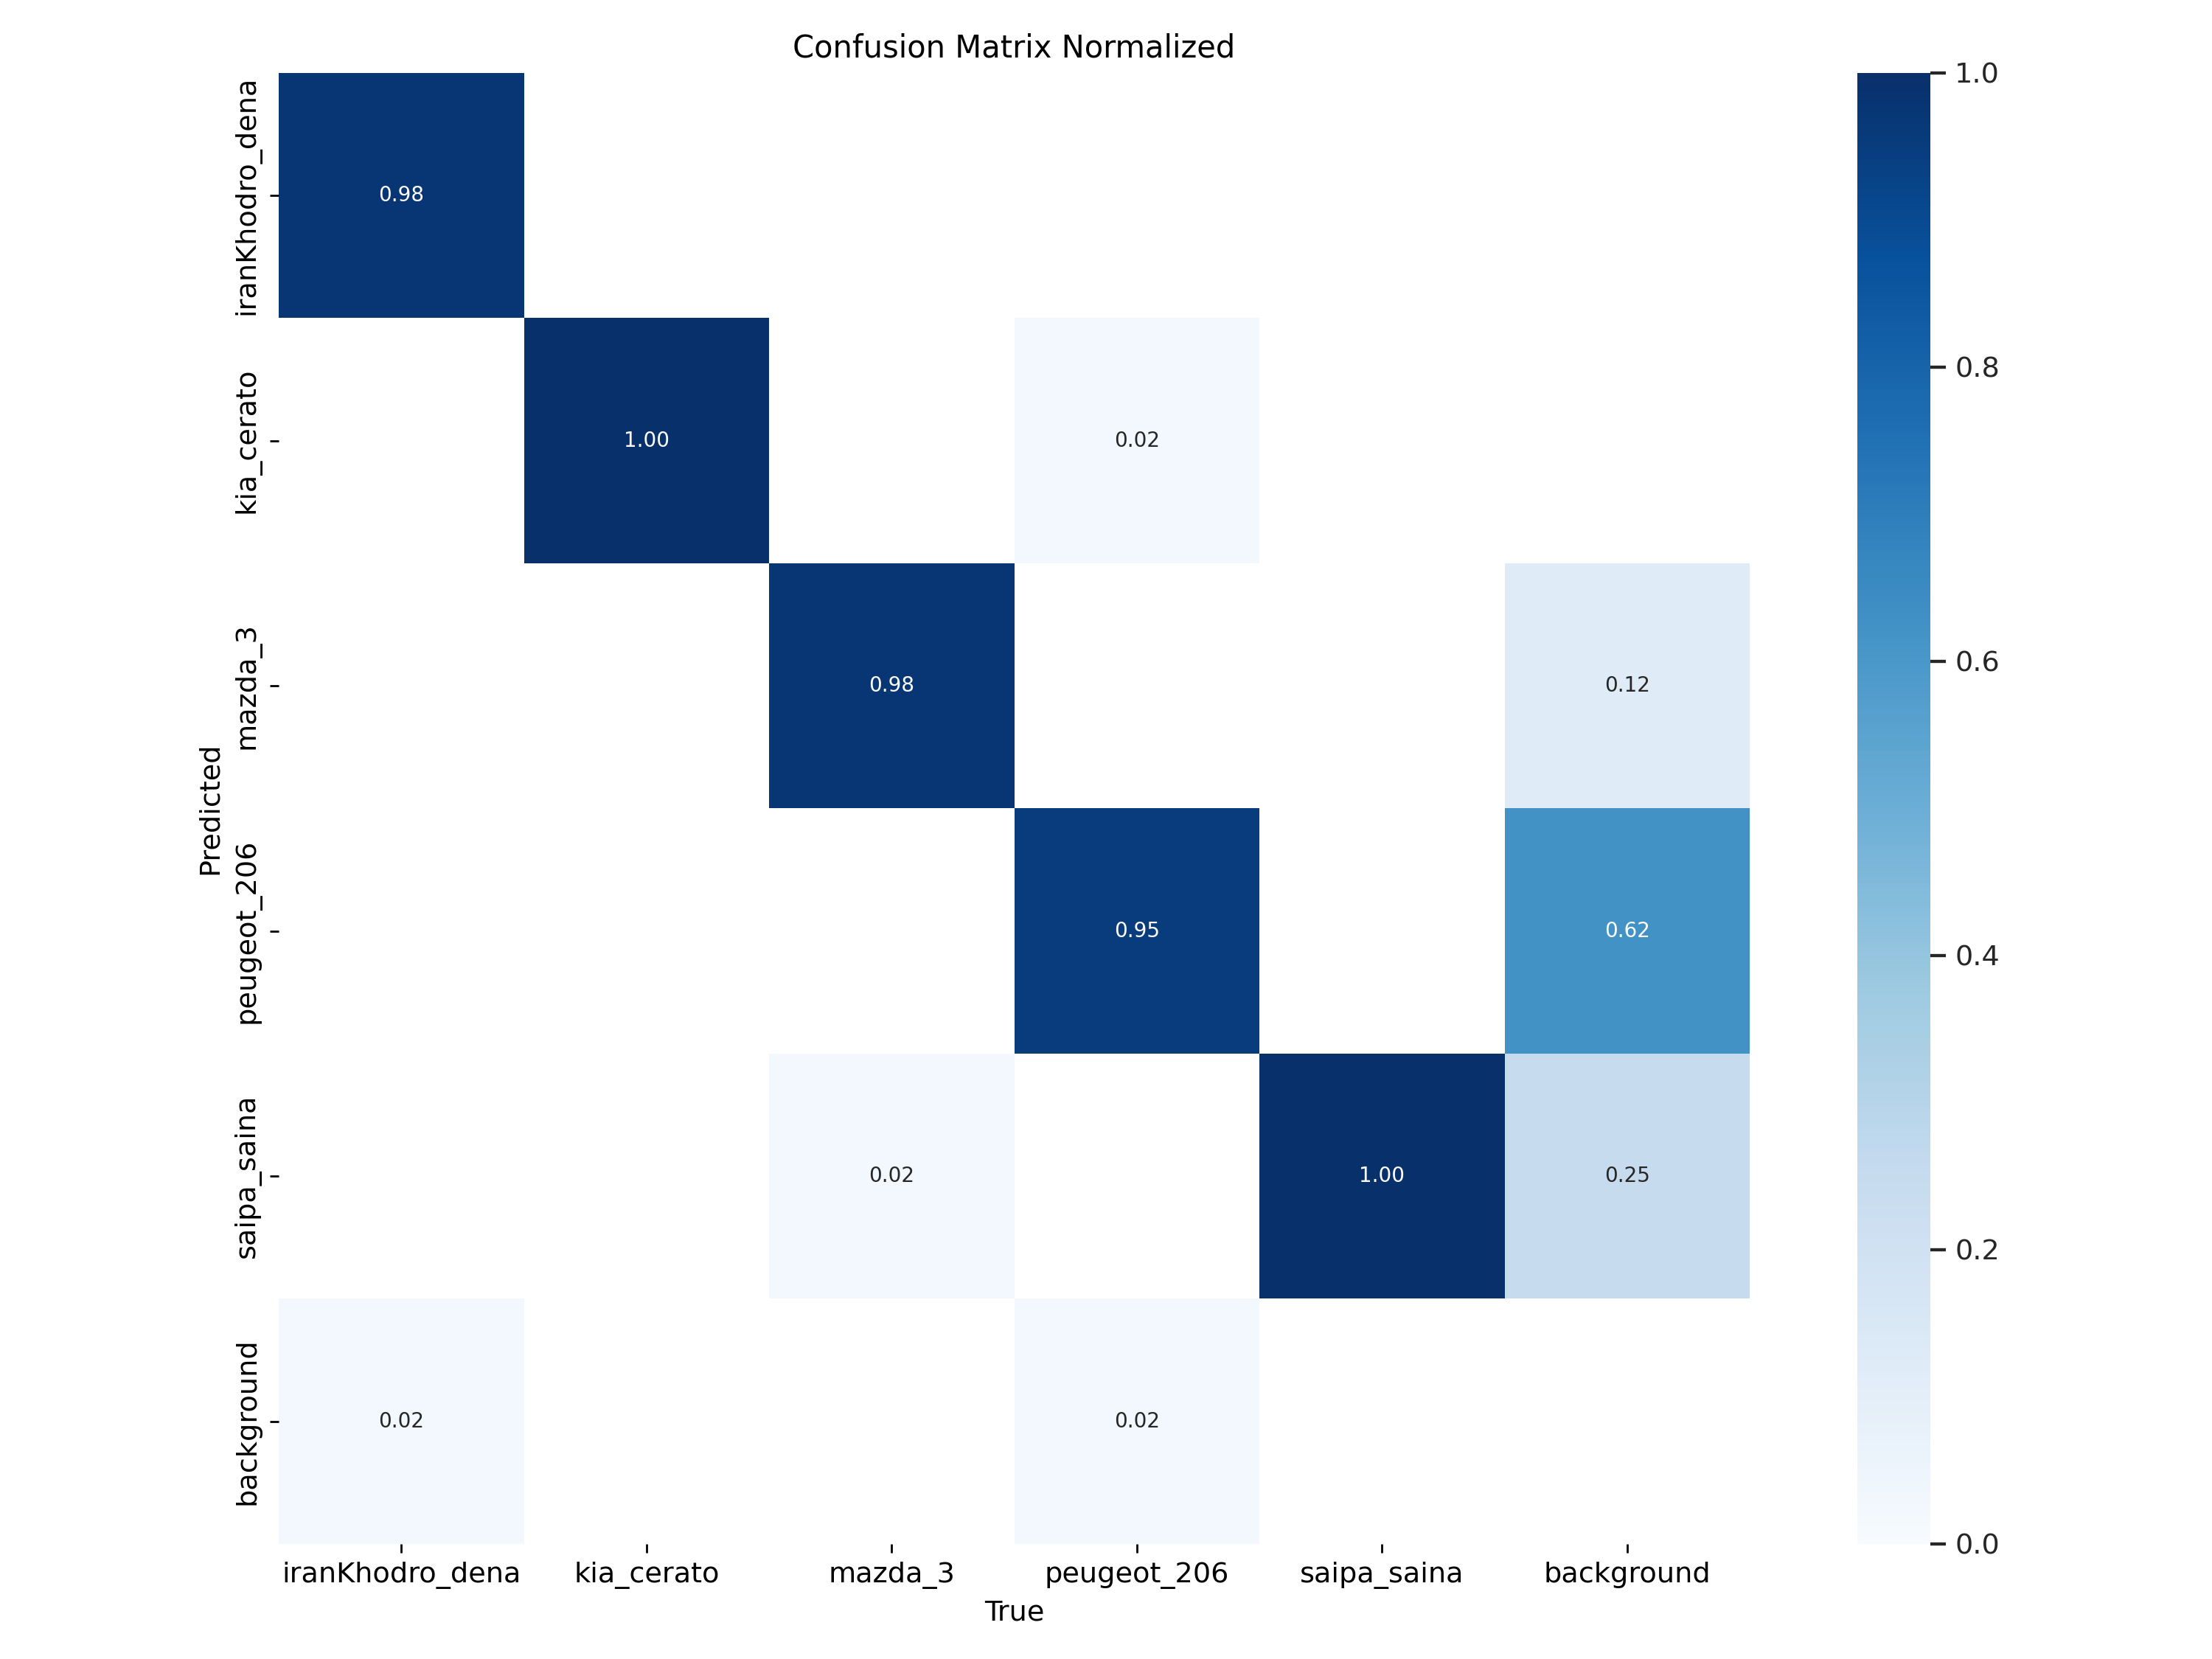 Confusion Matrix Normalized
iranKhodro_dena
kia_cerato
mazda_3
peugeot_206
saipa_saina
background
Predicted
0.98
1.00
0.02
0.98
0.12
0.95
0.62
0.02
1.00
0.25
0.02
0.02
iranKhodro_dena
kia_cerato
mazda_3
peugeot_206
saipa_saina
background
True
1.0
0.8
0.6
0.4
0.2
0.0